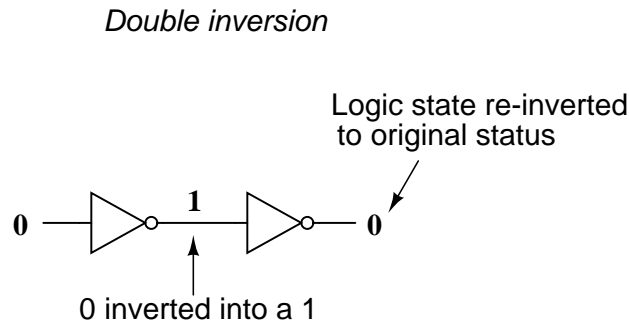 Double inversion
Logic state re-inverted
to original status
0
1
0
0 inverted into a 1